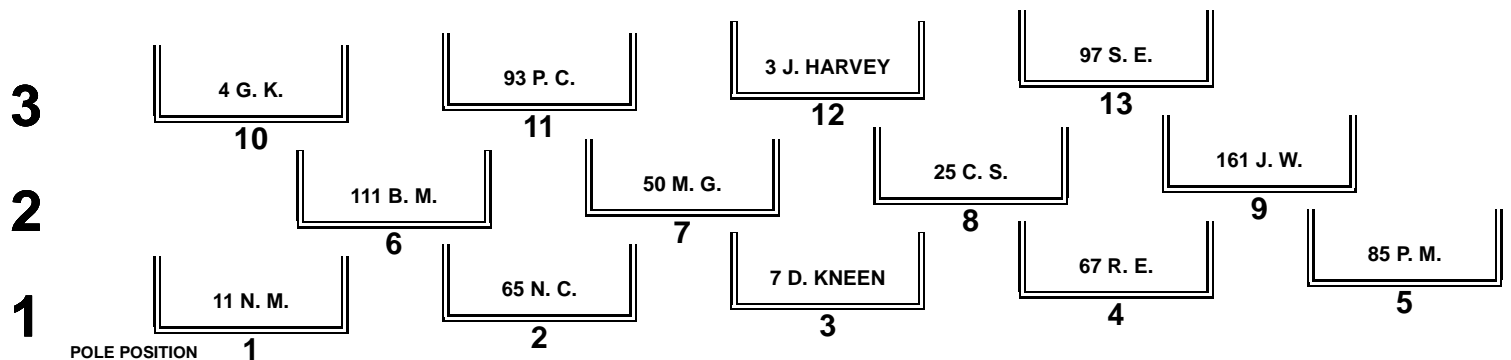 3
4 G. K.
10
93 P. C.
11
3 J. HARVEY
12
97 S. E.
13
2
111 B. M.
6
50 M. G.
7
25 C. S.
8
161 J. W.
9
1
11 N. M.
1
65 N. C.
2
7 D. KNEEN
3
67 R. E.
4
85 P. M.
5
POLE POSITION